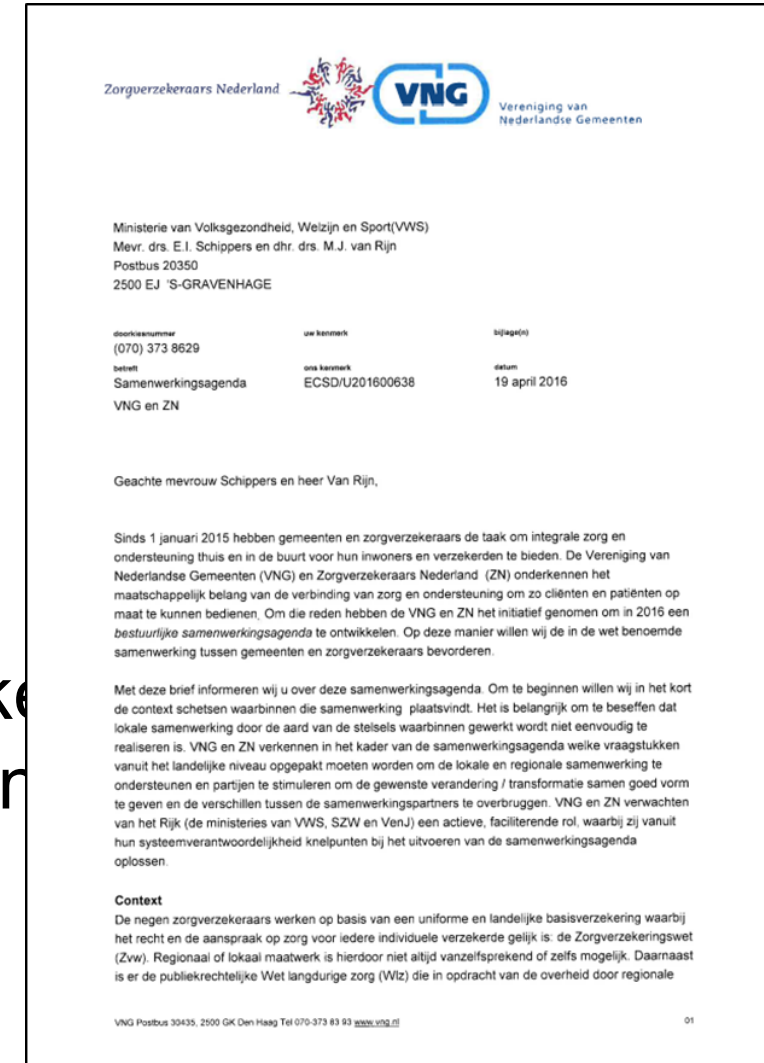 Zorgverzekeraars Nederland
VNG
Vereniging van
Nederlandse Gemeenten
Ministerie van Volksgezondheid, Welzijn en Sport(VWS)
Mevr. drs. E.I. Schippers en dhr. drs. M.J. van Rijn
Postbus 20350
2500 EJ 'S-GRAVENHAGE
doorkiesnummer uw kenmerk bijlage(n)
(070) 373 8629
betreft ons kenmerk datum
Samenwerkingsagenda ECSD/U201600638 19 april 2016
VNG en ZN
Geachte mevrouw Schippers en heer Van Rijn,
Sinds 1 januari 2015 hebben gemeenten en zorgverzekeraars de taak om integrale zorg en
ondersteuning thuis en in de buurt voor hun inwoners en verzekerden te bieden. De Vereniging van
Nederlandse Gemeenten (VNG) en Zorgverzekeraars Nederland (ZN) onderkennen het
maatschappelijk belang van de verbinding van zorg en ondersteuning om zo cliënten en patiënten op
maat te kunnen bedienen. Om die reden hebben de VNG en ZN het initiatief genomen om in 2016 een
bestuurlijke samenwerkingsagenda te ontwikkelen. Op deze manier willen wij de in de wet benoemde
samenwerking tussen gemeenten en zorgverzekeraars bevorderen.
Met deze brief informeren wij u over deze samenwerkingsagenda. Om te beginnen willen wij in het kort
de context schetsen waarbinnen die samenwerking plaatsvindt. Het is belangrijk om te beseffen dat
lokale samenwerking door de aard van de stelsels waarbinnen gewerkt wordt niet eenvoudig te
realiseren is. VNG en ZN verkennen in het kader van de samenwerkingsagenda welke vraagstukken
vanuit het landelijke niveau opgepakt moeten worden om de lokale en regionale samenwerking te
ondersteunen en partijen te stimuleren om de gewenste verandering / transformatie samen goed vorm
te geven en de verschillen tussen de samenwerkingspartners te overbruggen. VNG en ZN verwachten
van het Rijk (de ministeries van VWS, SZW en VenJ) een actieve, faciliterende rol, waarbij zij vanuit
hun systeemverantwoordelijkheid knelpunten bij het uitvoeren van de samenwerkingsagenda
oplossen.
Context
De negen zorgverzekeraars werken op basis van een uniforme en landelijke basisverzekering waarbij
het recht en de aanspraak op zorg voor iedere individuele verzekerde gelijk is: de Zorgverzekeringswet
(Zvw). Regionaal of lokaal maatwerk is hierdoor niet altijd vanzelfsprekend of zelfs mogelijk. Daarnaast
is er de publiekrechtelijke Wet langdurige zorg (Wlz) die in opdracht van de overheid door regionale
VNG Postbus 30435, 2500 GK Den Haag Tel 070-373 83 93 www.vng.nl 01